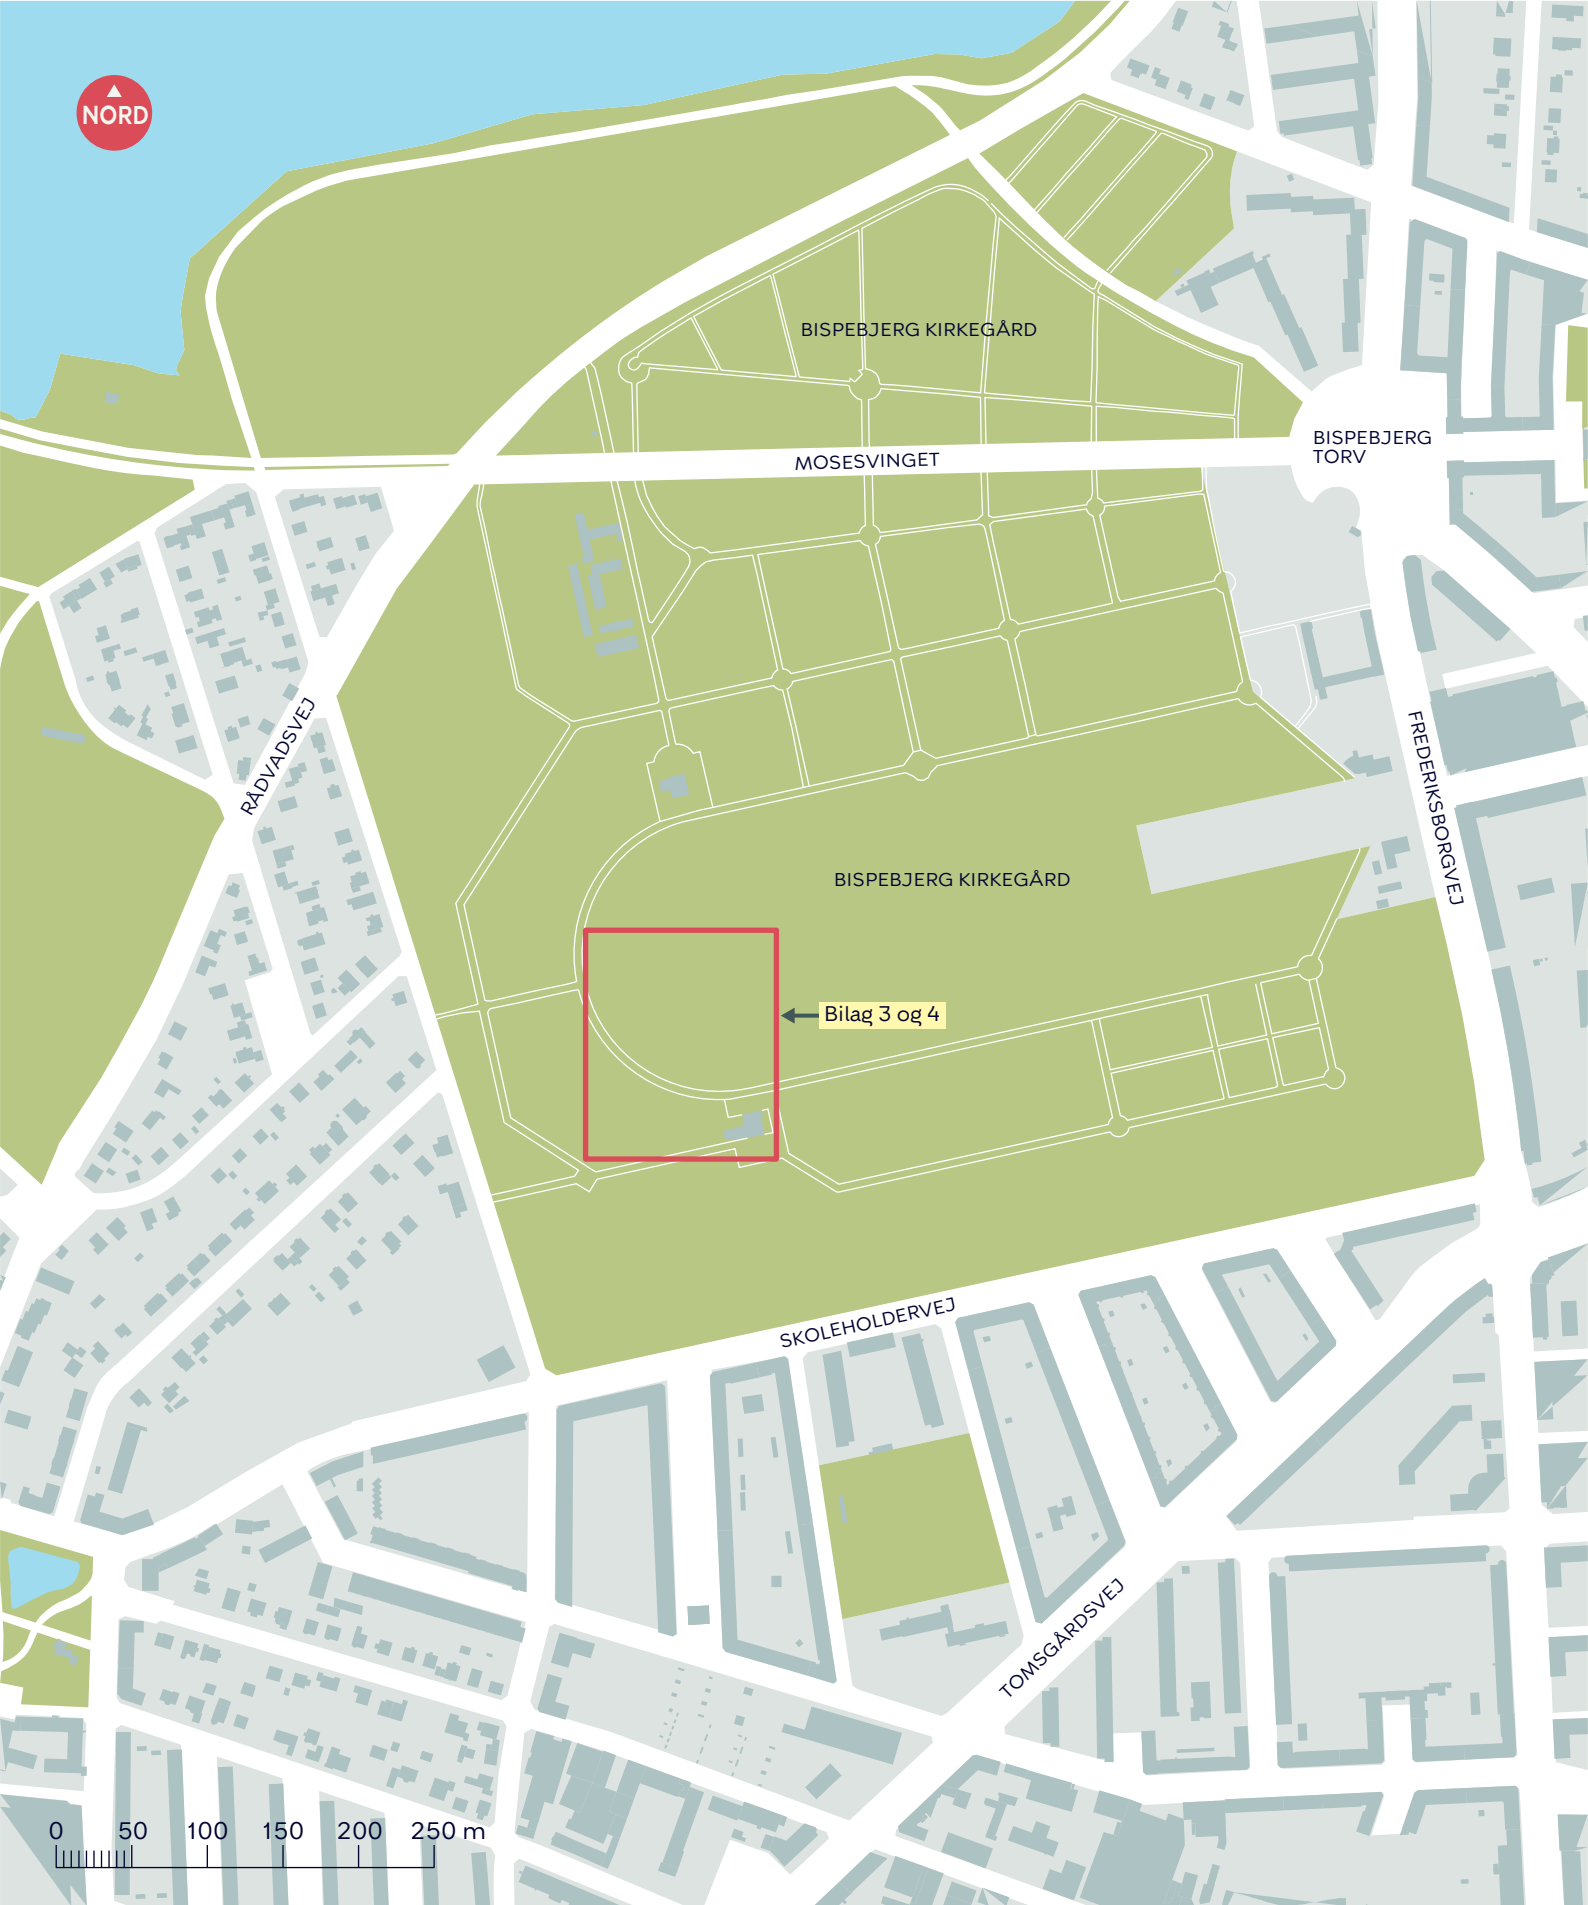 NORD
BISPEBJERG KIRKEGÅRD
BISPEBJERG
TORV
MOSESVINGET
RÅDVADSVEJ
FREDERIKSBORGVEJ
BISPEBJERG KIRKEGÅRD
Bilag 3 og 4
SKOLEHOLDERVEJ
TOMSGÅRDSVEJ
0 50 100 150 200 250 m